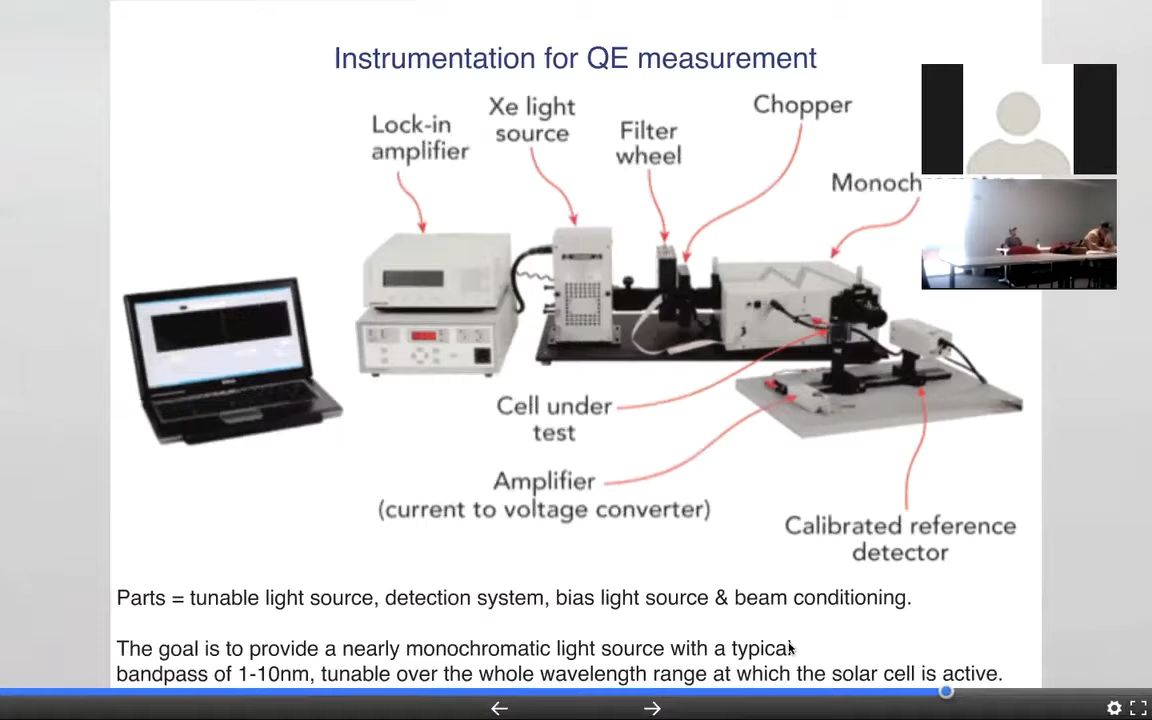 Instrumentation for QE measurement
Lock-in
amplifier
Xe light
source
Filter
wheel
Chopper
Monoch
Cell under
test
Amplifier
(current to voltage converter)
Calibrated reference
detector
Parts = tunable light source, detection system, bias light source & beam conditioning.
The goal is to provide a nearly monochromatic light source with a typical
bandpass of 1-10nm, tunable over the whole wavelength range at which the solar cell is active.